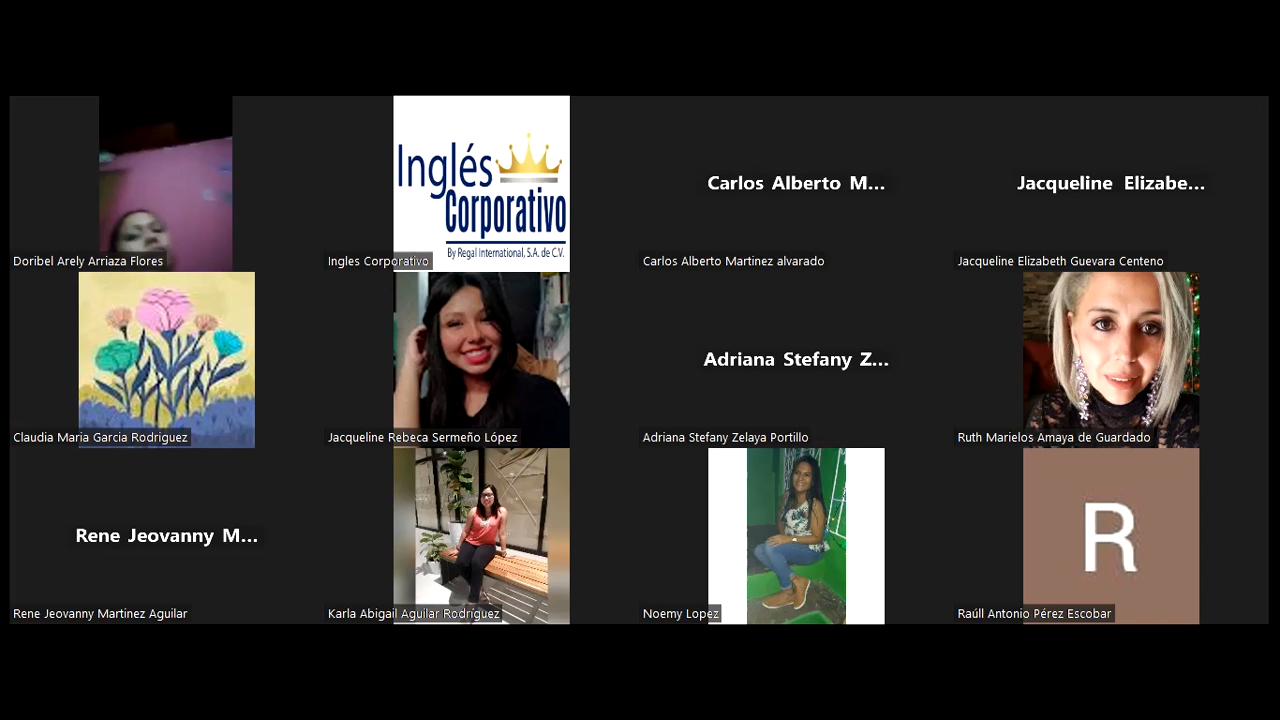 Doribel Arely Arriaza Flores
Inglés
Corporativo
By Regal International, S.A. de C.V.
Ingles Corporativo
Carlos Alberto M...
Carlos Alberto Martinez alvarado
Jacqueline Elizabe...
Jacqueline Elizabeth Guevara Centeno
Claudia Maria Garcia Rodriguez
Jacqueline Rebeca Sermeño López
Adriana Stefany Z...
Adriana Stefany Zelaya Portillo
Ruth Marielos Amaya de Guardado
Rene Jeovanny M...
Rene Jeovanny Martinez Aguilar
Karla Abigail Aguilar Rodríguez
Noemy Lopez
R
Raúll Antonio Pérez Escobar